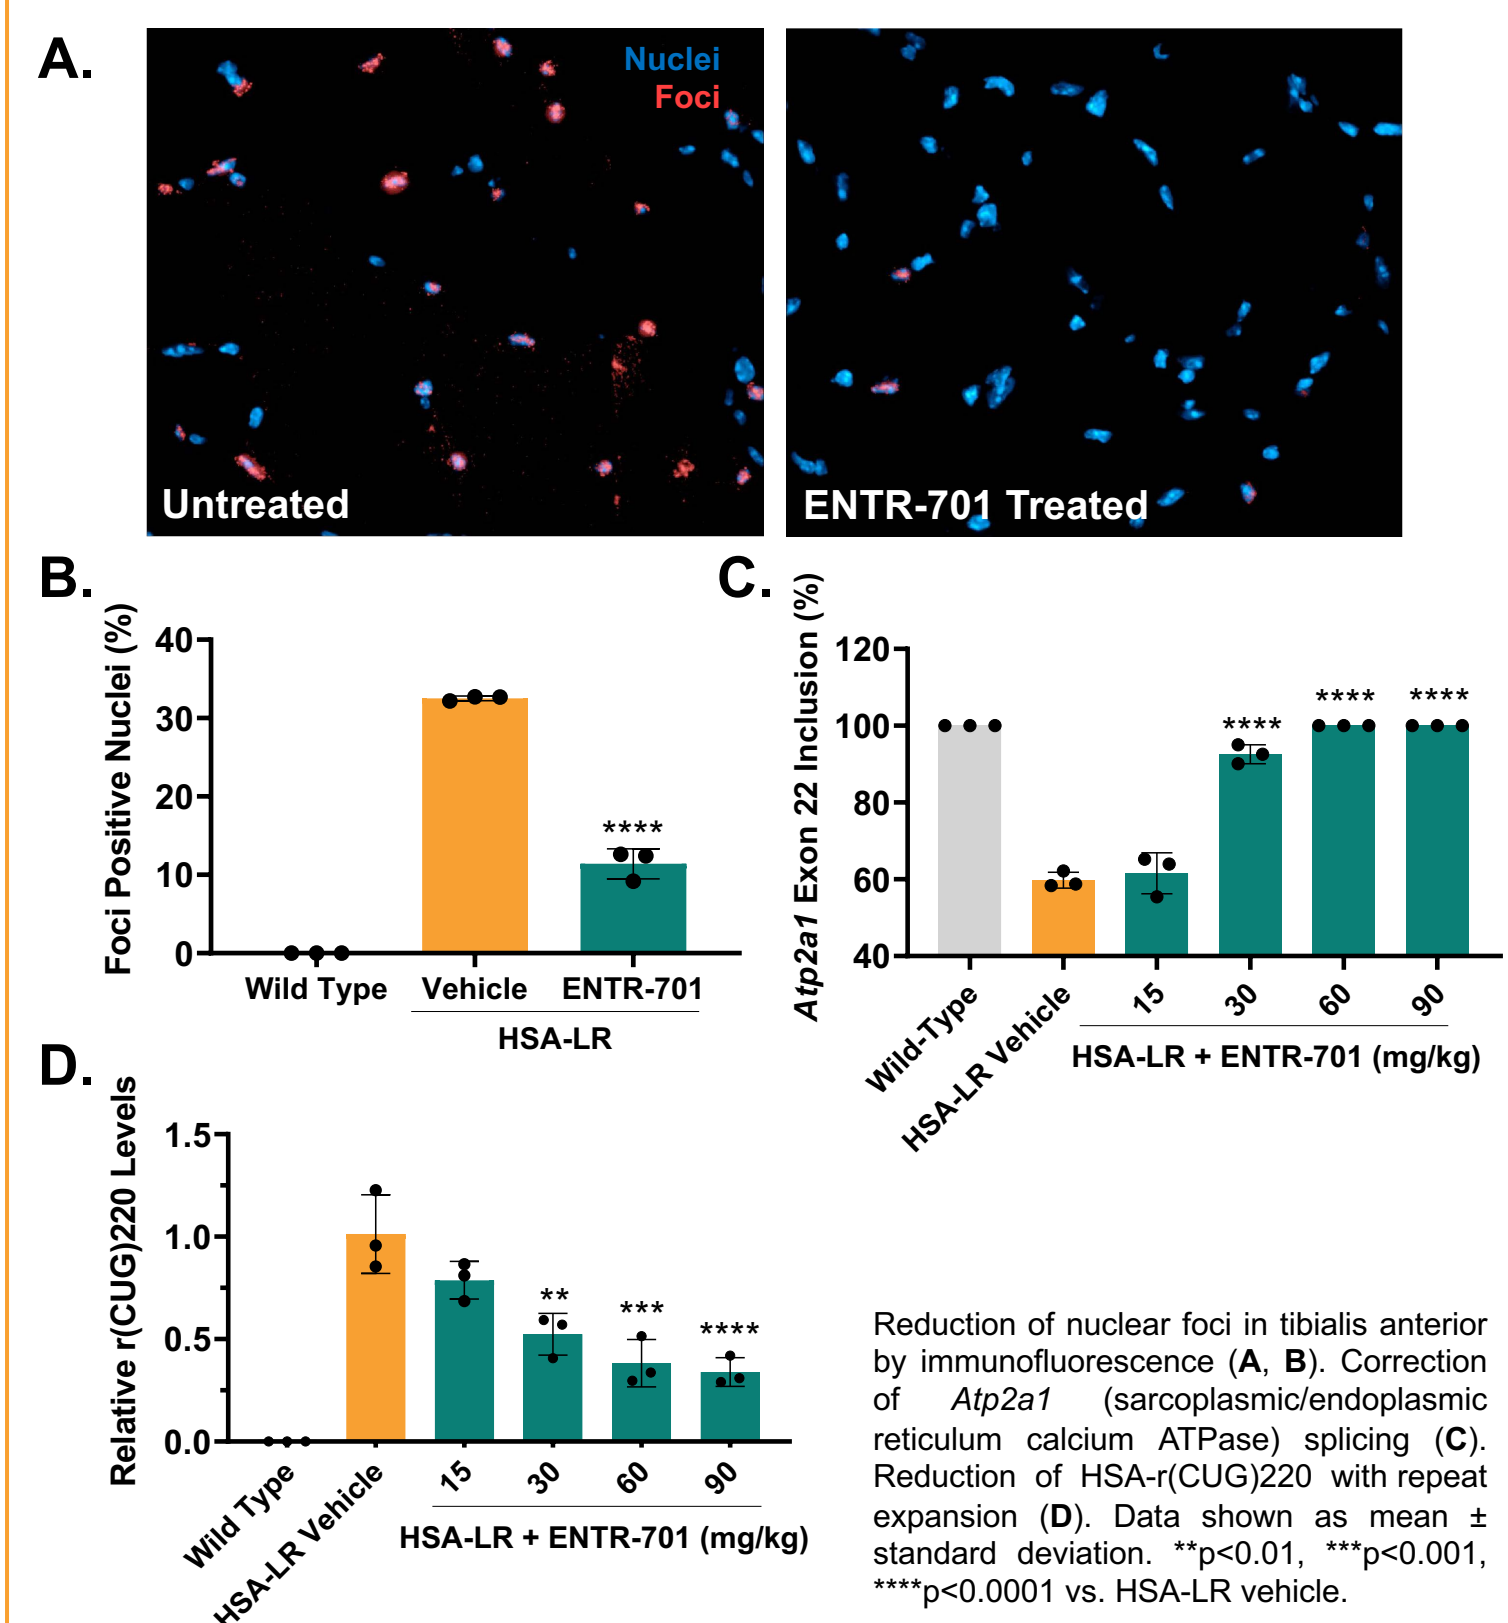 A.
Nuclei
Foci
Untreated
ENTR-701 Treated
B.
Foci Positive Nuclei (%)
40
30
20
10
0
****
Wild Type
Vehicle
ENTR-701
HSA-LR
C.
Atp2a1 Exon 22 Inclusion (%)
120
100
80
60
40
****
****
****
Wild-Type
HSA-LR Vehicle
15
30
60
90
HSA-LR + ENTR-701 (mg/kg)
D.
Relative r(CUG)220 Levels
1.5
1.0
0.5
0.0
**
***
****
Wild Type
HSA-LR Vehicle
15
30
60
90
HSA-LR + ENTR-701 (mg/kg)
Reduction of nuclear foci in tibialis anterior
by immunofluorescence (A, B). Correction
of Atp2a1 (sarcoplasmic/endoplasmic
reticulum calcium ATPase) splicing (C).
Reduction of HSA-r(CUG)220 with repeat
expansion (D). Data shown as mean ±
standard deviation. **p<0.01, ***p<0.001,
****p<0.0001 vs. HSA-LR vehicle.